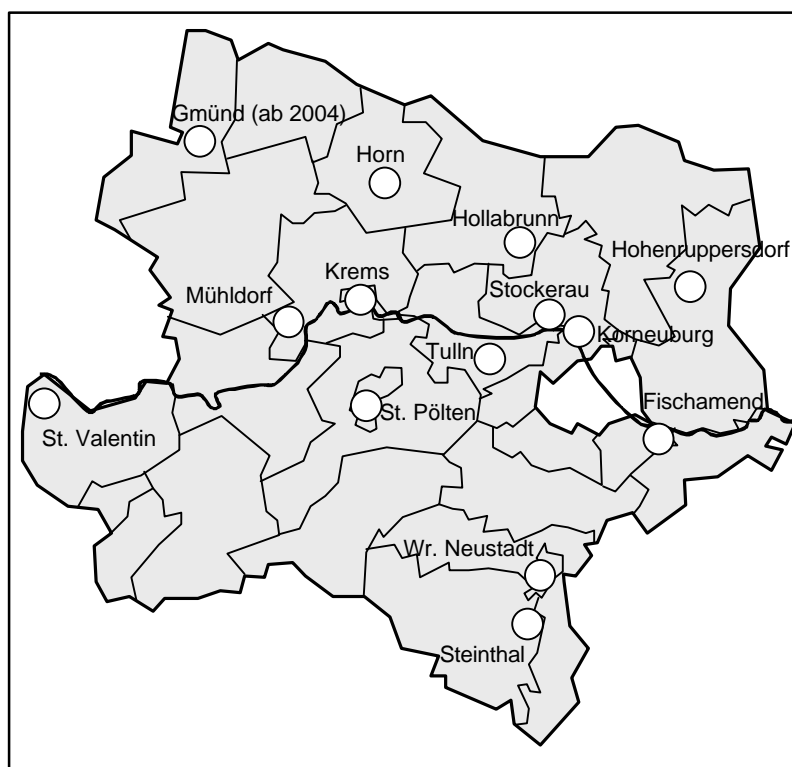 Gmünd (ab 2004)
Horn
Hollabrunn
Hohenruppersdorf
Krems
Stockerau
Mühldorf
Korneuburg
Tulln
Fischamend
St. Pölten
St. Valentin
Wr. Neustadt
Steinthal